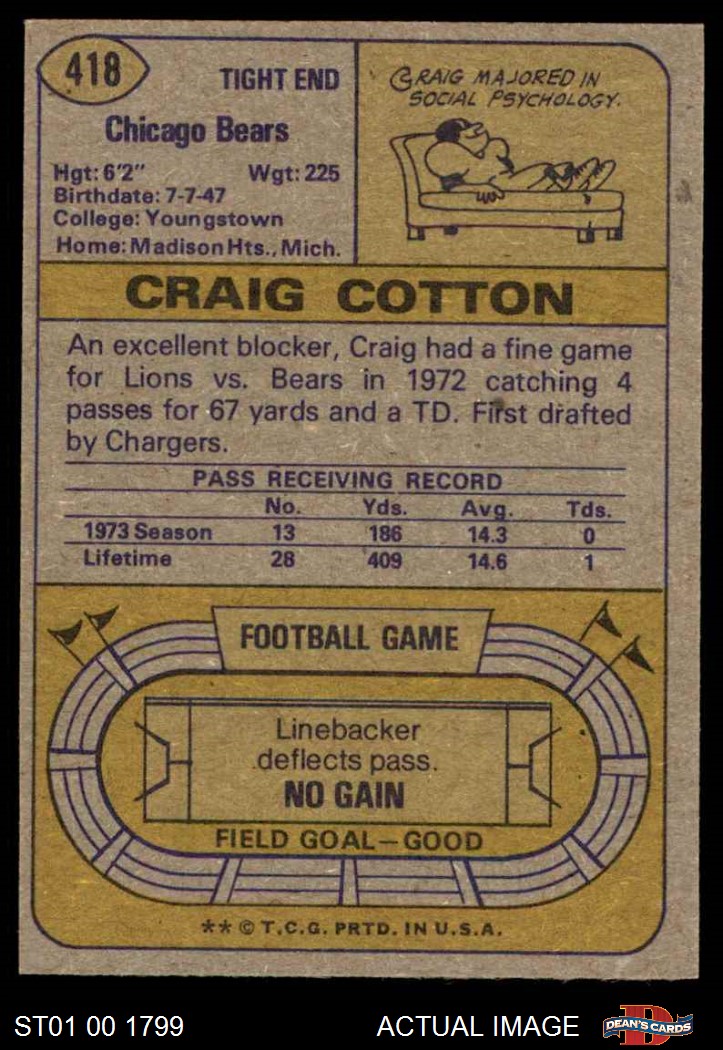 418
TIGHT END
Chicago Bears
Hgt: 6'2" Wgt: 225
Birthdate: 7-7-47
College: Youngstown
Home: Madison Hts., Mich.
CRAIG MAJORED IN
SOCIAL PSYCHOLOGY.
CRAIG COTTON
An excellent blocker, Craig had a fine game
for Lions vs. Bears in 1972 catching 4
passes for 67 yards and a TD. First drafted
by Chargers.
PASS RECEIVING RECORD
No. Yds. Avg. Tds.
1973 Season 13 186 14.3 0
Lifetime 28 409 14.6 1
FOOTBALL GAME
Linebacker
deflects pass.
NO GAIN
FIELD GOAL—GOOD
** © T.C.G. PRTD. IN U.S.A.
ST01 00 1799 ACTUAL IMAGE
DEAN'S CARDS